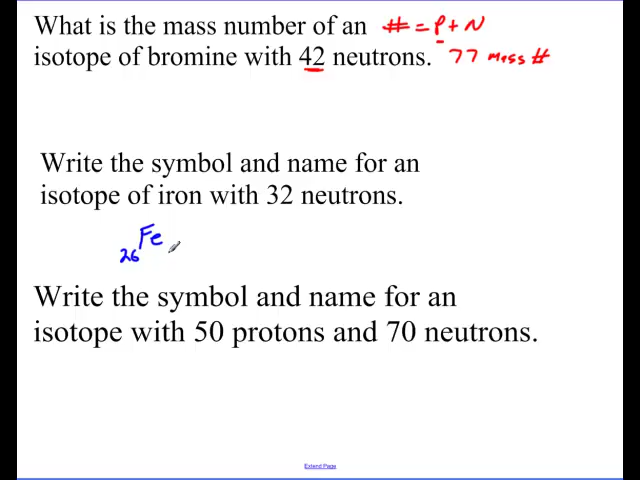 What is the mass number of an # = P + N
isotope of bromine with 42 neutrons. 77 mass #
Write the symbol and name for an
isotope of iron with 32 neutrons.
26Fe
Write the symbol and name for an
isotope with 50 protons and 70 neutrons.
Extend Page